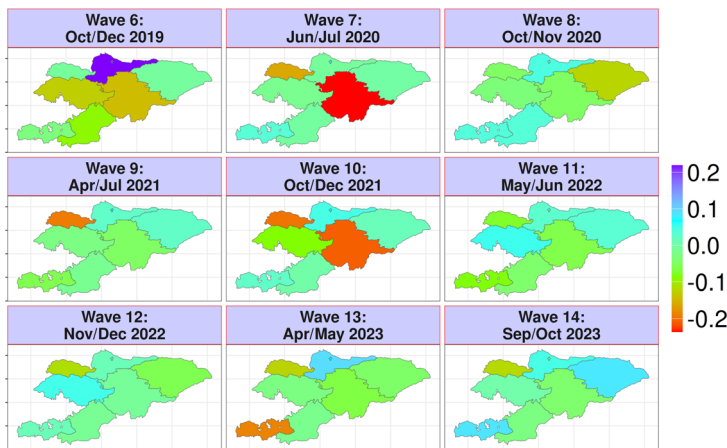 Wave 6:
Oct/Dec 2019
Wave 7:
Jun/Jul 2020
Wave 8:
Oct/Nov 2020
Wave 9:
Apr/Jul 2021
Wave 10:
Oct/Dec 2021
Wave 11:
May/Jun 2022
Wave 12:
Nov/Dec 2022
Wave 13:
Apr/May 2023
Wave 14:
Sep/Oct 2023
0.2
0.1
0.0
-0.1
-0.2